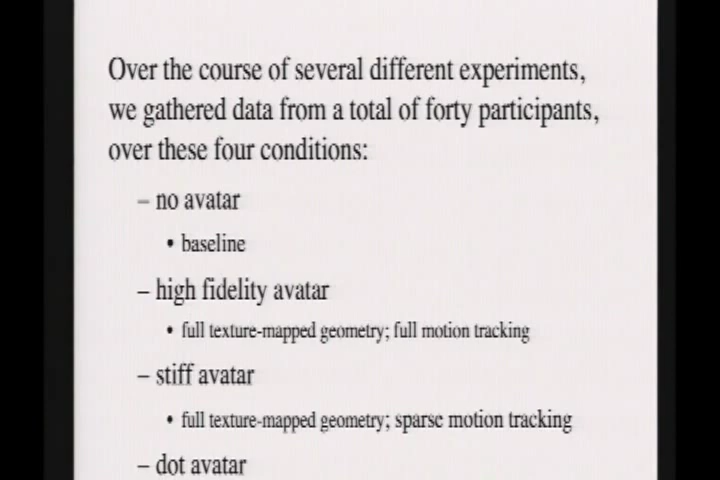 Over the course of several different experiments,
we gathered data from a total of forty participants,
over these four conditions:
– no avatar
• baseline
– high fidelity avatar
• full texture-mapped geometry; full motion tracking
– stiff avatar
• full texture-mapped geometry; sparse motion tracking
– dot avatar